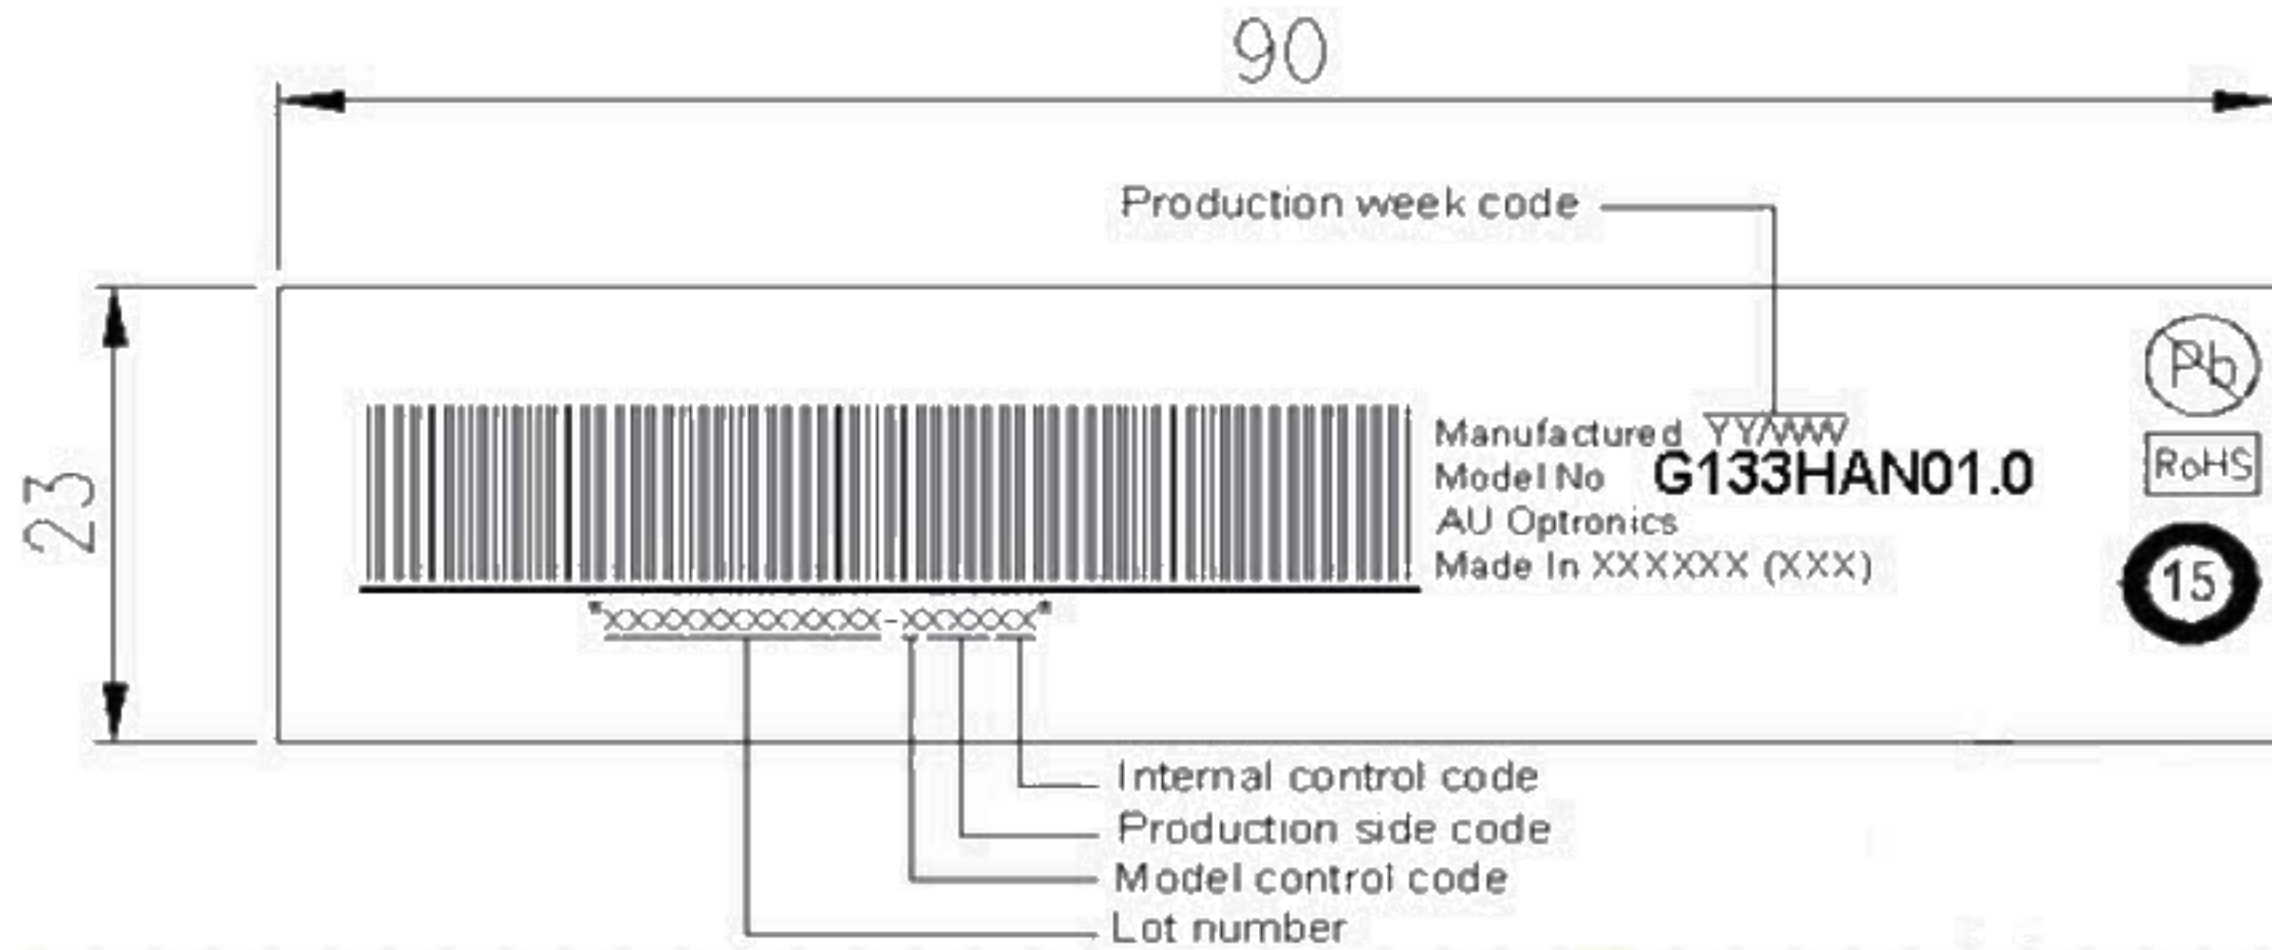 90
Production week code
23
Manufactured YY/WW
Model No G133HAN01.0
AU Optronics
Made In XXXXXX (XXX)
Pb
RoHS
15
*XXXXXXXXXXXX-XXXXXX*
Internal control code
Production side code
Model control code
Lot number